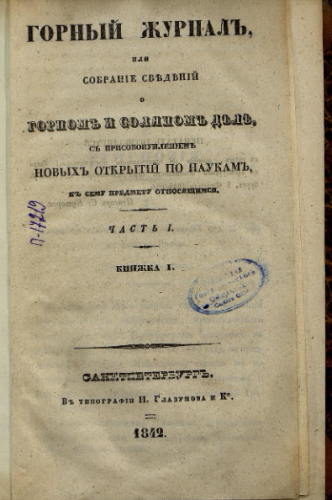 ГОРНЫЙ ЖУРНАЛЪ,
ИЛИ
СОБРАНІЕ СВѢДѢНІЙ
О
ГОРНОМЪ И СОЛЯНОМЪ ДѢЛѢ,
СЪ ПРИСОВОКУПЛЕНІЕМЪ
НОВЫХЪ ОТКРЫТІЙ ПО НАУКАМЪ,
КЪ СЕМУ ПРЕДМЕТУ ОТНОСЯЩИМСЯ.
ЧАСТЬ I.
КНИЖКА I.
П-17219
САНКТПЕТЕРБУРГЪ.
Въ типографіи И. Глазунова и Ко.
1842.